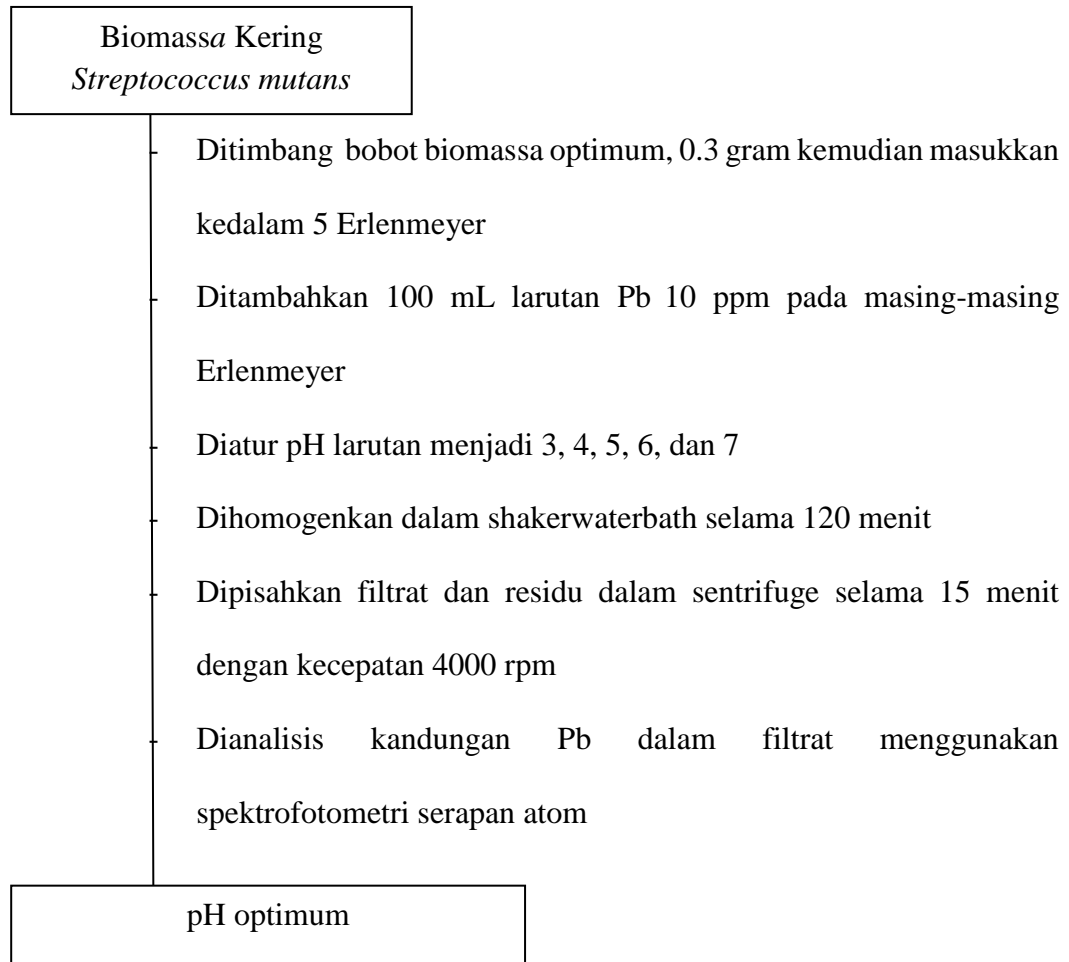 Biomassa Kering
Streptococcus mutans
- Ditimbang bobot biomassa optimum, 0.3 gram kemudian masukkan
kedalam 5 Erlenmeyer
- Ditambahkan 100 mL larutan Pb 10 ppm pada masing-masing
Erlenmeyer
- Diatur pH larutan menjadi 3, 4, 5, 6, dan 7
- Dihomogenkan dalam shakerwaterbath selama 120 menit
- Dipisahkan filtrat dan residu dalam sentrifuge selama 15 menit
dengan kecepatan 4000 rpm
- Dianalisis kandungan Pb dalam filtrat menggunakan
spektrofotometri serapan atom
pH optimum